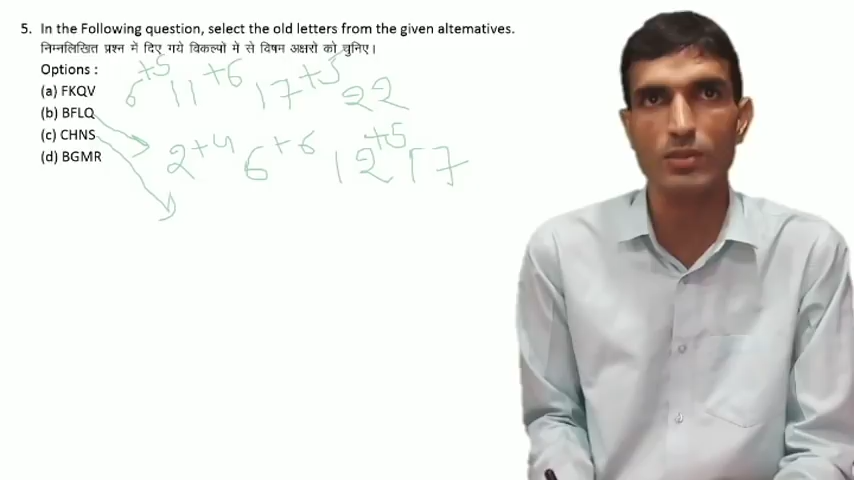 5. In the Following question, select the old letters from the given altematives.
निम्नलिखित प्रश्न में दिए गये विकल्पों में से विषम अक्षरो को चुनिए।
Options :
(a) FKQV
6 +5 11 +6 17 +5 22
(b) BFLQ
2 +4 6 +6 12 +5 17
(c) CHNS
(d) BGMR